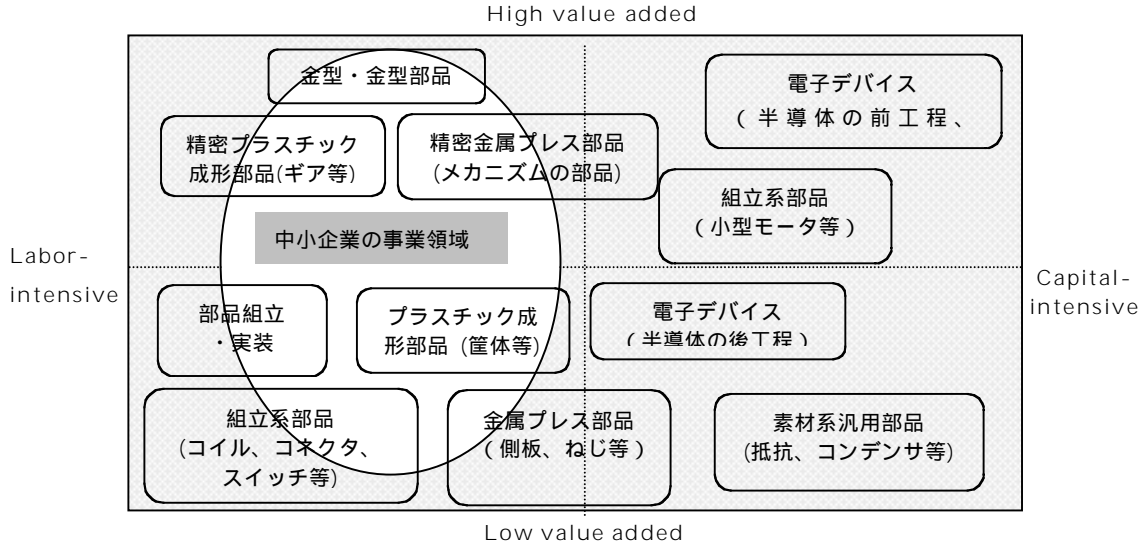 High value added
金型・金型部品
電子デバイス
(半導体の前工程、
精密プラスチック
成形部品(ギア等)
精密金属プレス部品
(メカニズムの部品)
組立系部品
(小型モータ等)
中小企業の事業領域
Labor-
intensive
Capital-
intensive
部品組立
・実装
プラスチック成
形部品 (筐体等)
電子デバイス
(半導体の後工程)
組立系部品
(コイル、コネクタ、
スイッチ等)
金属プレス部品
(側板、ねじ等)
素材系汎用部品
(抵抗、コンデンサ等)
Low value added